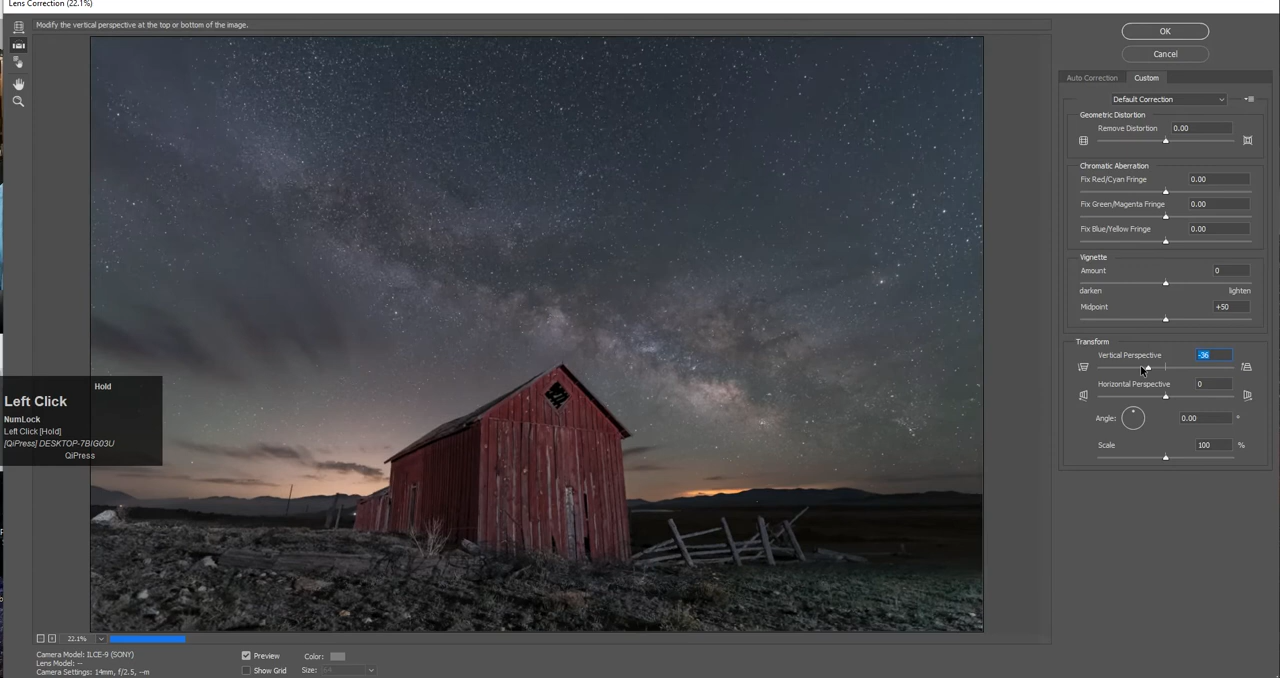 Lens Correction (22.1%)
Modify the vertical perspective at the top or bottom of the image.
OK
Cancel
Auto Correction
Custom
Default Correction
Geometric Distortion
Remove Distortion 0.00
Chromatic Aberration
Fix Red/Cyan Fringe 0.00
Fix Green/Magenta Fringe 0.00
Fix Blue/Yellow Fringe 0.00
Vignette
Amount 0
darken lighten
Midpoint +50
Transform
Vertical Perspective -36
Horizontal Perspective 0
Angle: 0.00 °
Scale 100 %
Hold
Left Click
NumLock
Left Click [Hold]
[QiPress] DESKTOP-7BIG03U
QiPress
22.1%
Camera Model: ILCE-9 (SONY)
Lens Model: --
Camera Settings: 14mm, f/2.5, --m
Preview
Color:
Show Grid
Size: